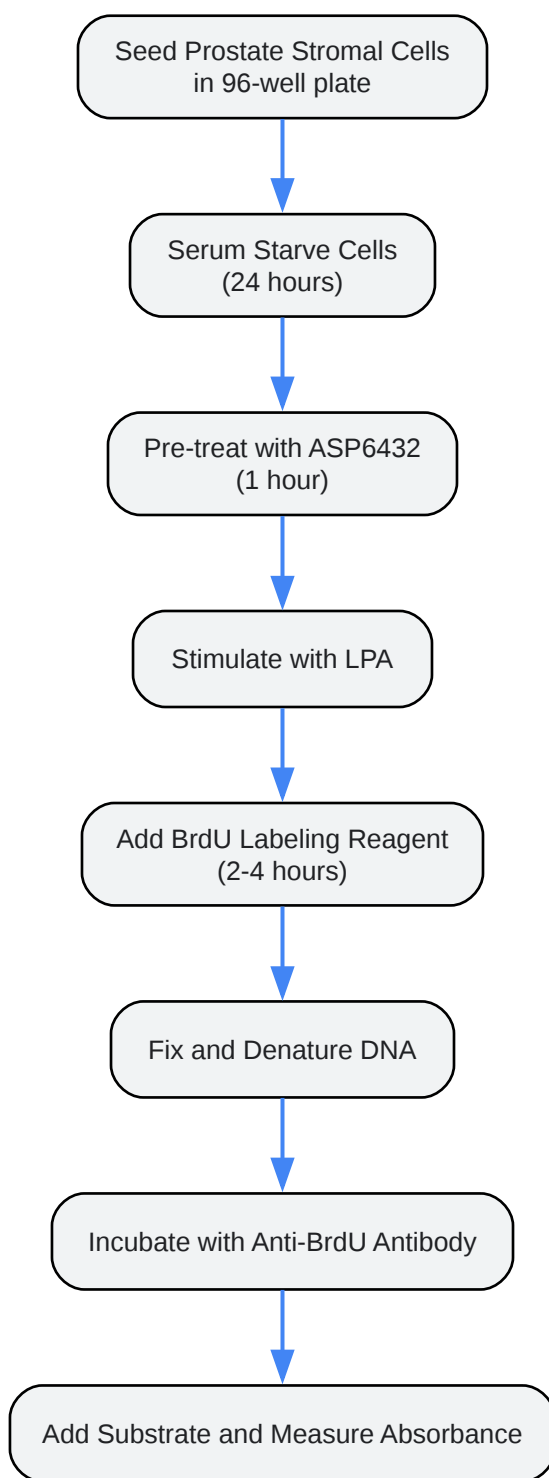 Seed Prostate Stromal Cells
in 96-well plate
Serum Starve Cells
(24 hours)
Pre-treat with ASP6432
(1 hour)
Stimulate with LPA
Add BrdU Labeling Reagent
(2-4 hours)
Fix and Denature DNA
Incubate with Anti-BrdU Antibody
Add Substrate and Measure Absorbance